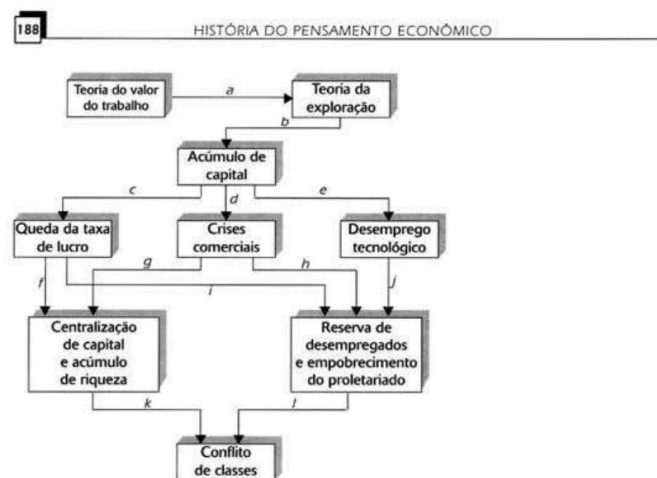 188
HISTÓRIA DO PENSAMENTO ECONÔMICO
Teoria do valor
do trabalho
a
Teoria da
exploração
b
Acúmulo de
capital
c
d
e
Queda da taxa
de lucro
Crises
comerciais
Desemprego
tecnológico
f
g
h
i
j
Centralização
de capital
e acúmulo
de riqueza
Reserva de
desempregados
e empobrecimento
do proletariado
k
l
Conflito
de classes